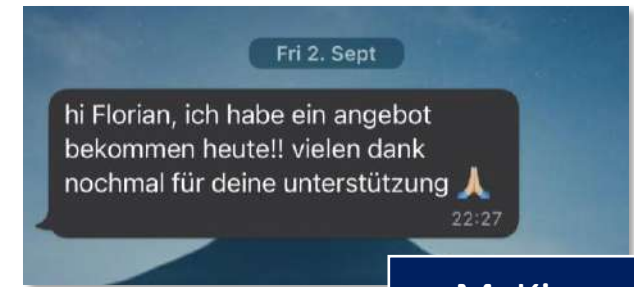 Fri 2. Sept
hi Florian, ich habe ein angebot
bekommen heute!! vielen dank
nochmal für deine unterstützung 🙏🏼
22:27